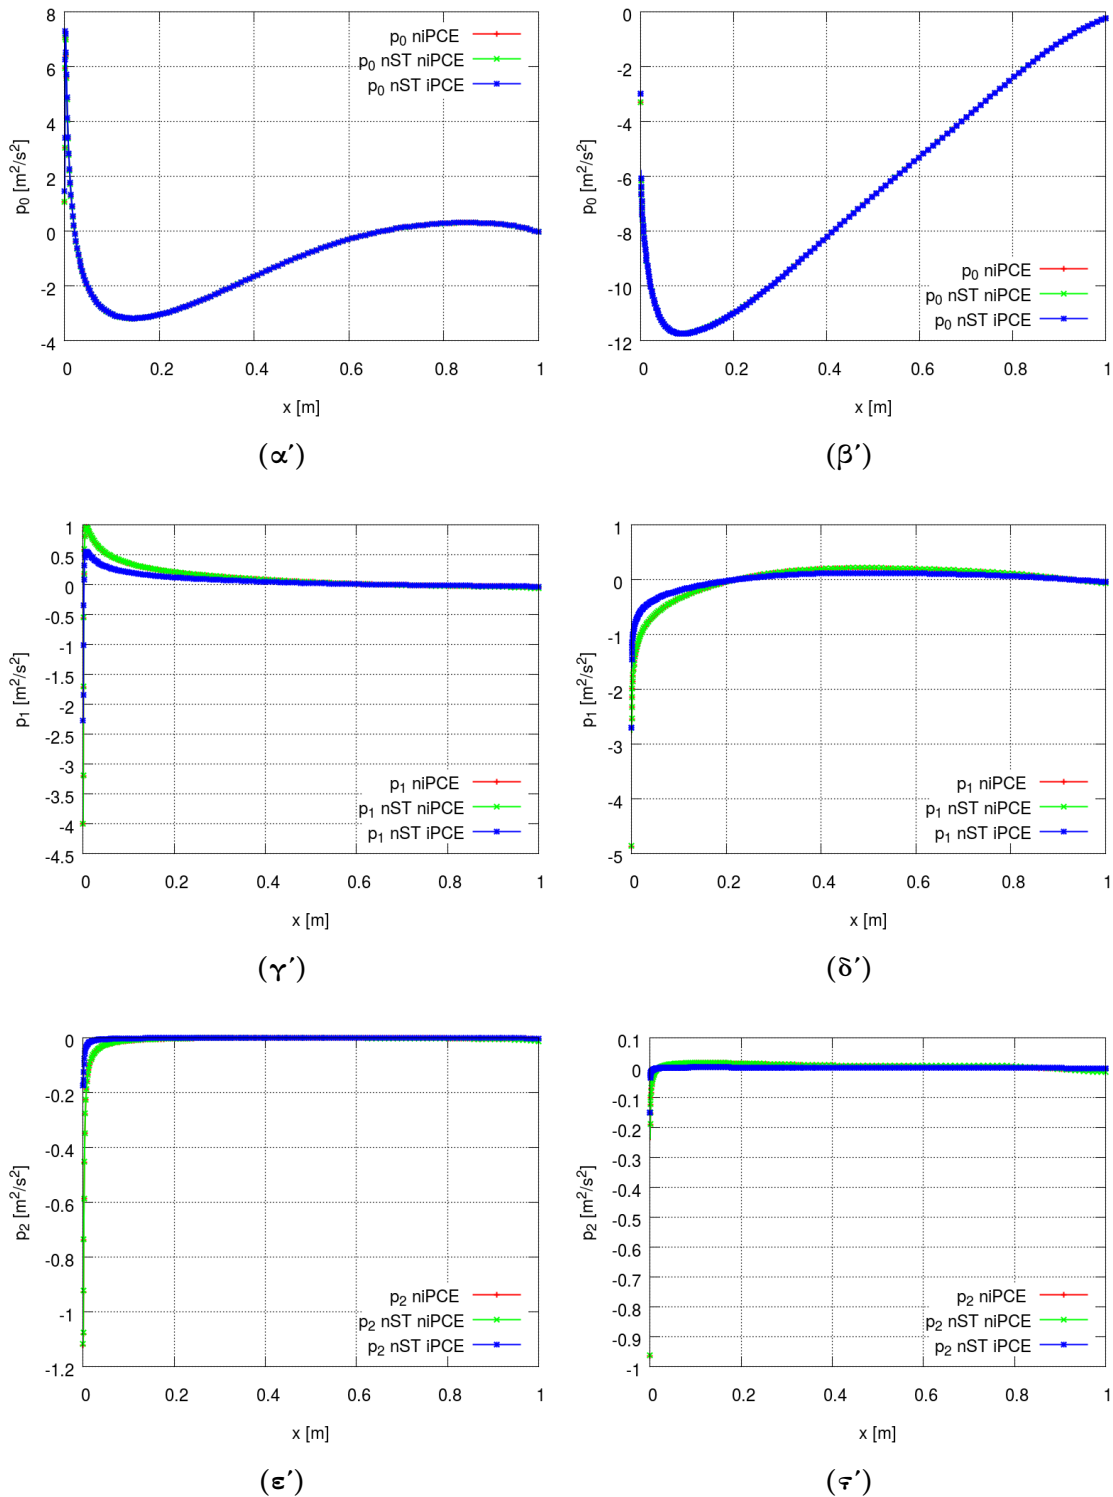 8
6
4
2
0
-2
-4
p0 [m2/s2]
p0 niPCE
p0 nST niPCE
p0 nST iPCE
0 0.2 0.4 0.6 0.8 1
x [m]
(α')
0
-2
-4
-6
-8
-10
-12
p0 [m2/s2]
p0 niPCE
p0 nST niPCE
p0 nST iPCE
0 0.2 0.4 0.6 0.8 1
x [m]
(β')
1
0.5
0
-0.5
-1
-1.5
-2
-2.5
-3
-3.5
-4
-4.5
p1 [m2/s2]
p1 niPCE
p1 nST niPCE
p1 nST iPCE
0 0.2 0.4 0.6 0.8 1
x [m]
(γ')
1
0
-1
-2
-3
-4
-5
p1 [m2/s2]
p1 niPCE
p1 nST niPCE
p1 nST iPCE
0 0.2 0.4 0.6 0.8 1
x [m]
(δ')
0
-0.2
-0.4
-0.6
-0.8
-1
-1.2
p2 [m2/s2]
p2 niPCE
p2 nST niPCE
p2 nST iPCE
0 0.2 0.4 0.6 0.8 1
x [m]
(ε')
0.1
0
-0.1
-0.2
-0.3
-0.4
-0.5
-0.6
-0.7
-0.8
-0.9
-1
p2 [m2/s2]
p2 niPCE
p2 nST niPCE
p2 nST iPCE
0 0.2 0.4 0.6 0.8 1
x [m]
(ϛ')